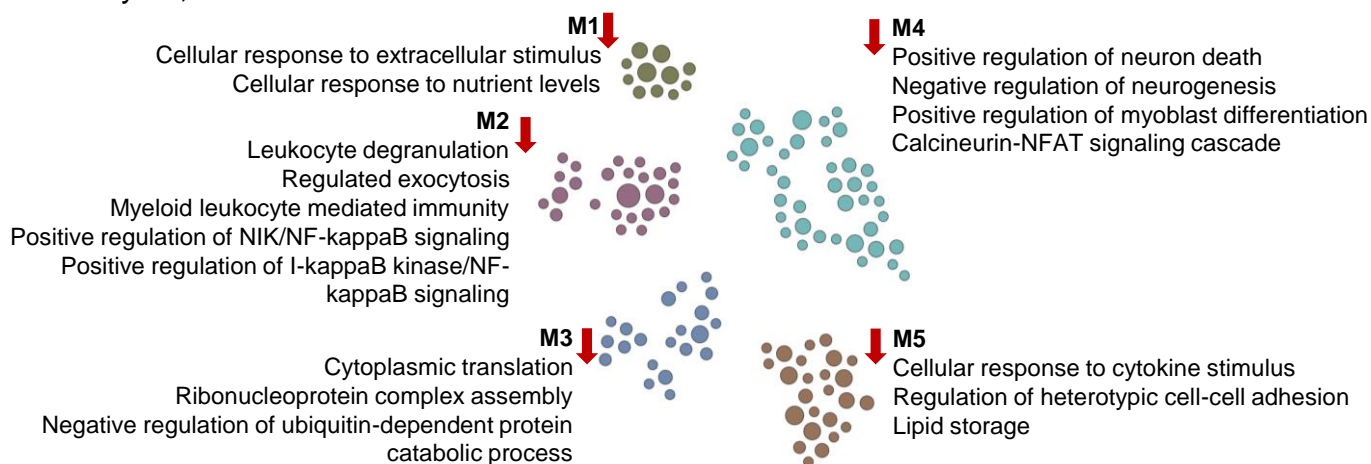 M1
Cellular response to extracellular stimulus
Cellular response to nutrient levels
M2
Leukocyte degranulation
Regulated exocytosis
Myeloid leukocyte mediated immunity
Positive regulation of NIK/NF-kappaB signaling
Positive regulation of I-kappaB kinase/NF-
kappaB signaling
M3
Cytoplasmic translation
Ribonucleoprotein complex assembly
Negative regulation of ubiquitin-dependent protein
catabolic process
M4
Positive regulation of neuron death
Negative regulation of neurogenesis
Positive regulation of myoblast differentiation
Calcineurin-NFAT signaling cascade
M5
Cellular response to cytokine stimulus
Regulation of heterotypic cell-cell adhesion
Lipid storage